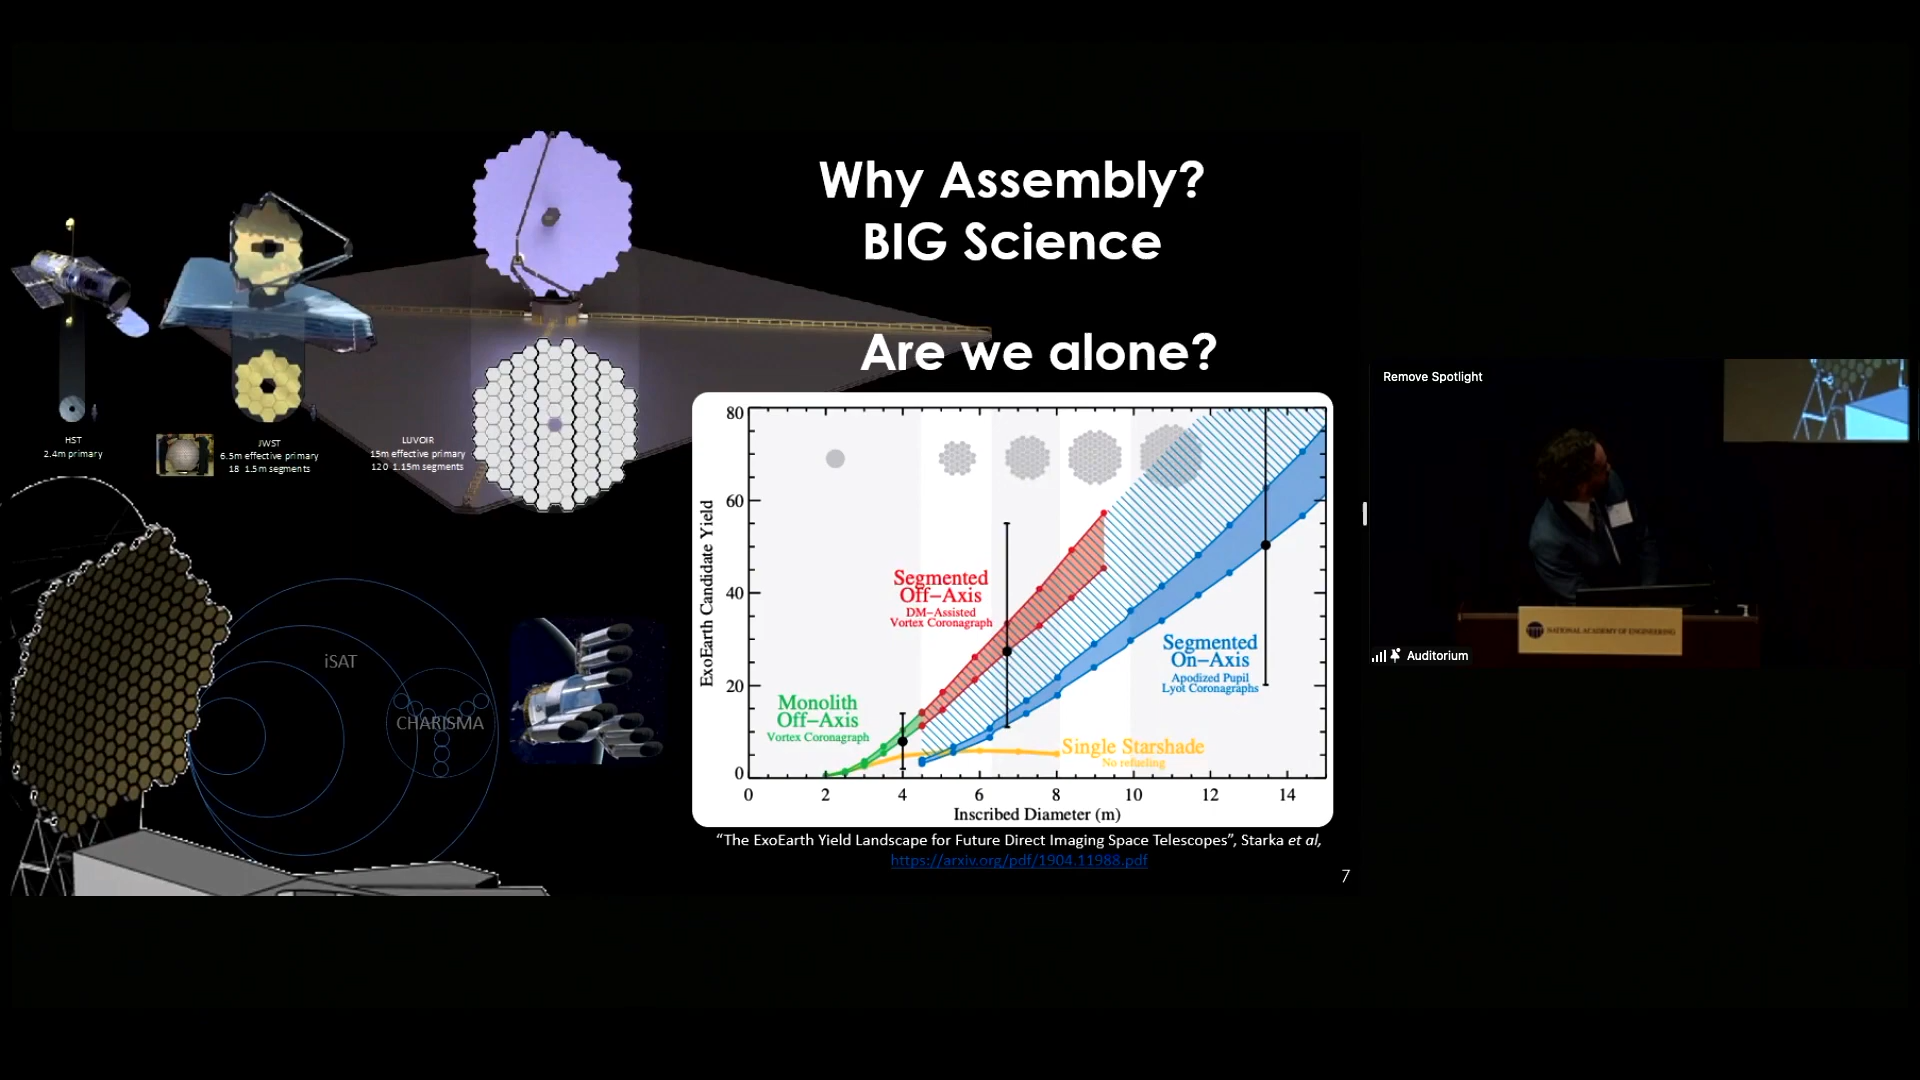 Why Assembly?
BIG Science
Are we alone?
HST
2.4m primary
JWST
6.5m effective primary
18 1.5m segments
LUVOIR
15m effective primary
120 1.15m segments
iSAT
CHARISMA
80
60
40
20
0
ExoEarth Candidate Yield
Segmented
Off-Axis
DM-Assisted
Vortex Coronagraph
Monolith
Off-Axis
Vortex Coronagraph
Segmented
On-Axis
Apodized Pupil
Lyot Coronagraphs
Single Starshade
No refueling
0 2 4 6 8 10 12 14
Inscribed Diameter (m)
"The ExoEarth Yield Landscape for Future Direct Imaging Space Telescopes", Starka et al,
https://arxiv.org/pdf/1904.11988.pdf
7
Remove Spotlight
NATIONAL ACADEMY OF ENGINEERING
Auditorium